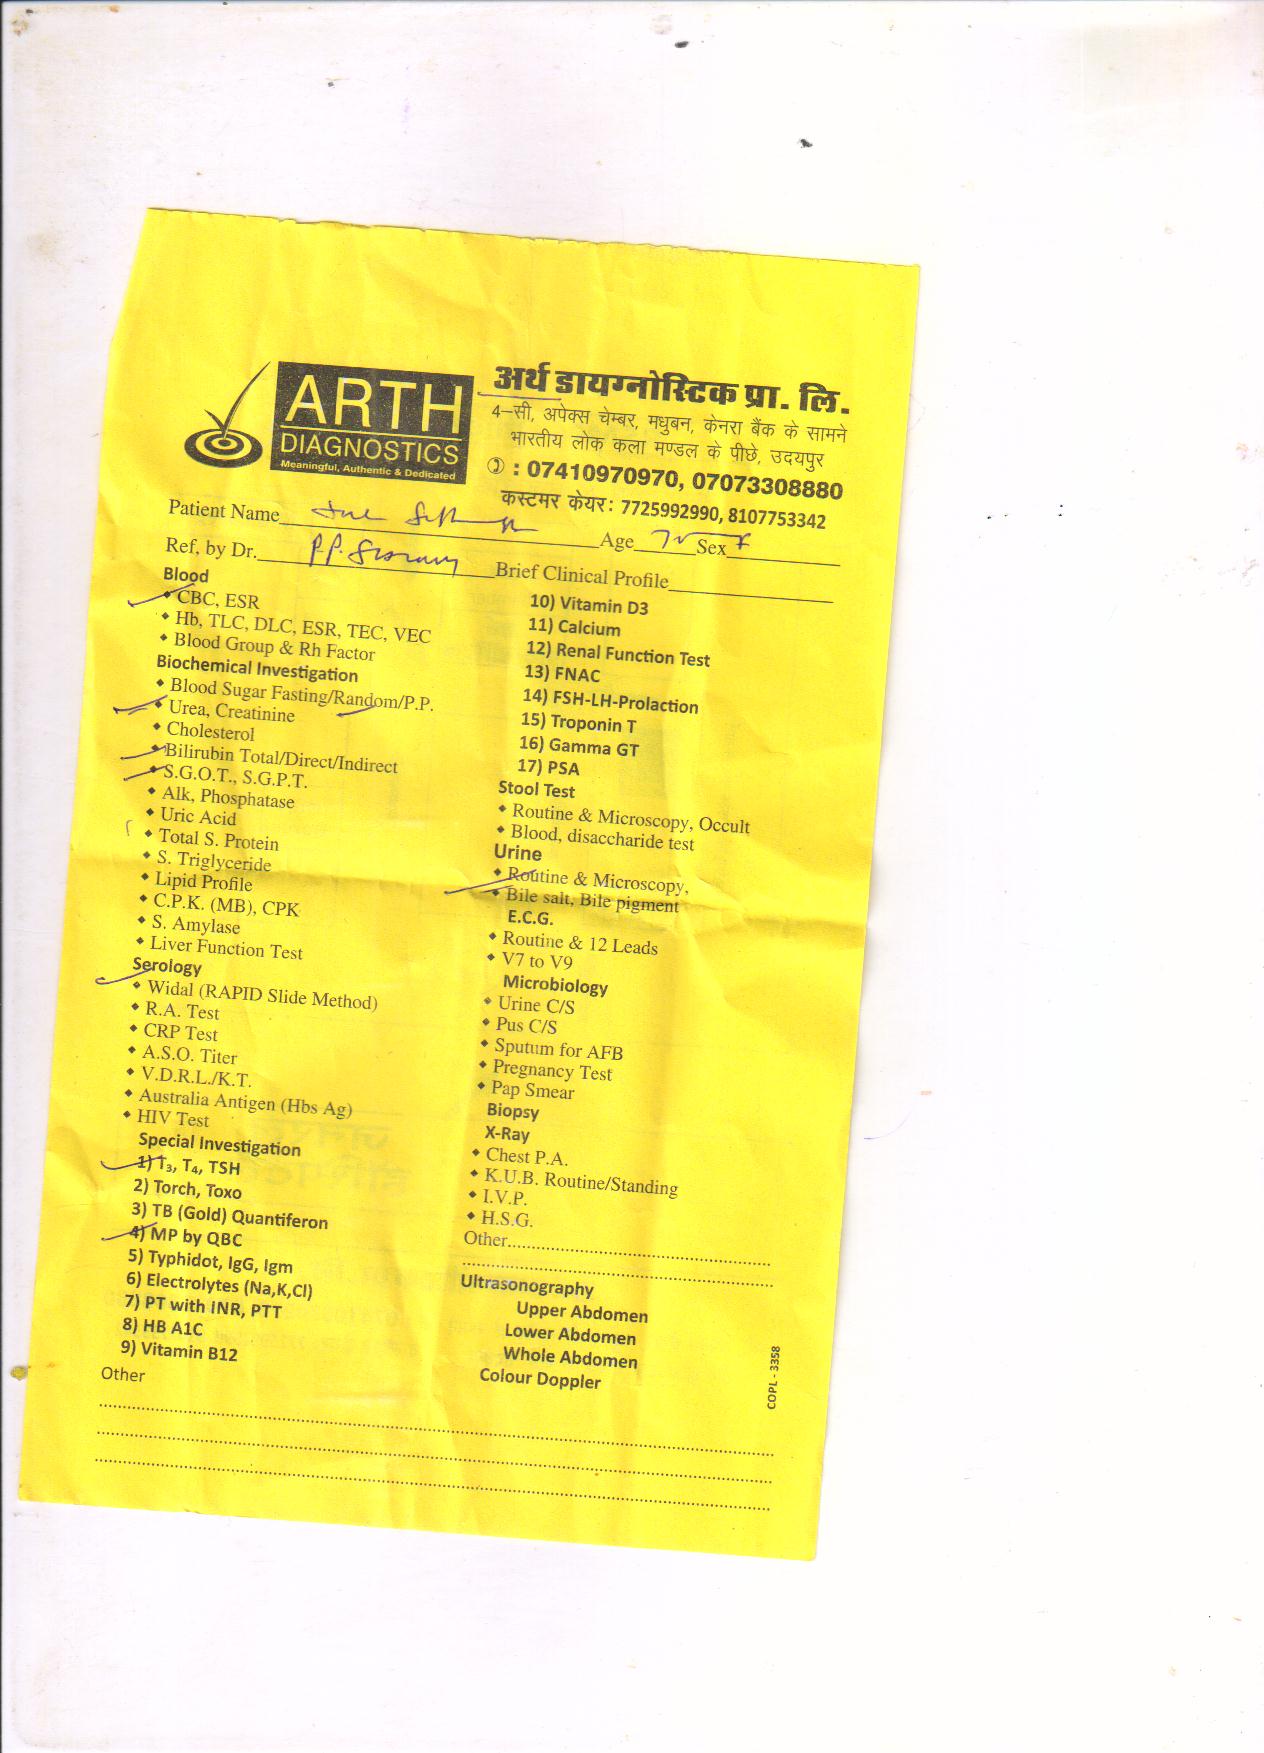 ARTH
DIAGNOSTICS
Meaningful, Authentic & Dedicated
अर्थ डायग्नोस्टिक प्रा. लि.
4–सी, अपेक्स चेम्बर, मधुबन, केनरा बैंक के सामने
भारतीय लोक कला मण्डल के पीछे, उदयपुर
✆ : 07410970970, 07073308880
कस्टमर केयर: 7725992990, 8107753342
Patient Name Age Sex F
Ref, by Dr. P.P. Brief Clinical Profile
Blood
CBC, ESR
Hb, TLC, DLC, ESR, TEC, VEC
Blood Group & Rh Factor
Biochemical Investigation
Blood Sugar Fasting/Random/P.P.
Urea, Creatinine
Cholesterol
Bilirubin Total/Direct/Indirect
S.G.O.T., S.G.P.T.
Alk, Phosphatase
Uric Acid
Total S. Protein
S. Triglyceride
Lipid Profile
C.P.K. (MB), CPK
S. Amylase
Liver Function Test
Serology
Widal (RAPID Slide Method)
R.A. Test
CRP Test
A.S.O. Titer
V.D.R.L./K.T.
Australia Antigen (Hbs Ag)
HIV Test
Special Investigation
1) T₃, T₄, TSH
2) Torch, Toxo
3) TB (Gold) Quantiferon
4) MP by QBC
5) Typhidot, IgG, Igm
6) Electrolytes (Na,K,Cl)
7) PT with INR, PTT
8) HB A1C
9) Vitamin B12
Other
10) Vitamin D3
11) Calcium
12) Renal Function Test
13) FNAC
14) FSH-LH-Prolaction
15) Troponin T
16) Gamma GT
17) PSA
Stool Test
Routine & Microscopy, Occult
Blood, disaccharide test
Urine
Routine & Microscopy,
Bile salt, Bile pigment
E.C.G.
Routine & 12 Leads
V7 to V9
Microbiology
Urine C/S
Pus C/S
Sputum for AFB
Pregnancy Test
Pap Smear
Biopsy
X-Ray
Chest P.A.
K.U.B. Routine/Standing
I.V.P.
H.S.G.
Other
Ultrasonography
Upper Abdomen
Lower Abdomen
Whole Abdomen
Colour Doppler
COPL - 3358